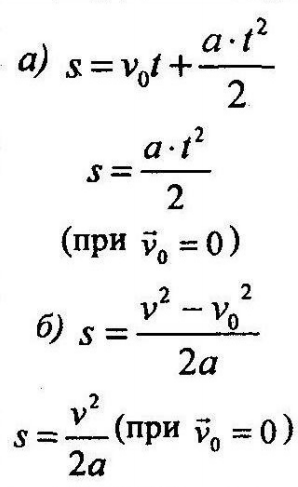 а) s = v₀t + a·t²/2
s = a·t²/2
(при v⃗₀ = 0)
б) s = (v² − v₀²)/2a
s = v²/2a (при v⃗₀ = 0)